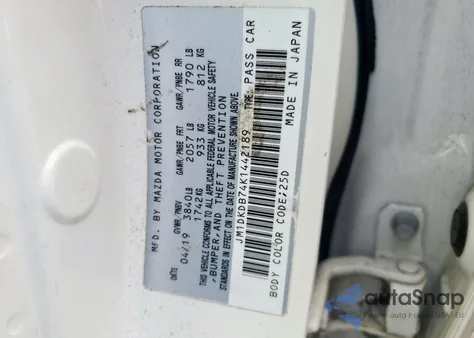 MFD. BY MAZDA MOTOR CORPORATION
DATE GVWR/PNBV GAWR/PNBE FRT GAWR/PNBE RR
04/19 3840LB 2057 LB 1790 LB
1742KG 933 KG 812 KG
THIS VEHICLE CONFORMS TO ALL APPLICABLE FEDERAL MOTOR VEHICLE SAFETY
, BUMPER, AND THEFT PREVENTION
STANDARDS IN EFFECT ON THE DATE OF MANUFACTURE SHOWN ABOVE.
JM1DKDB74K1442189 TYPE: PASS CAR
BODY COLOR CODE:25D MADE IN JAPAN
autoSnap